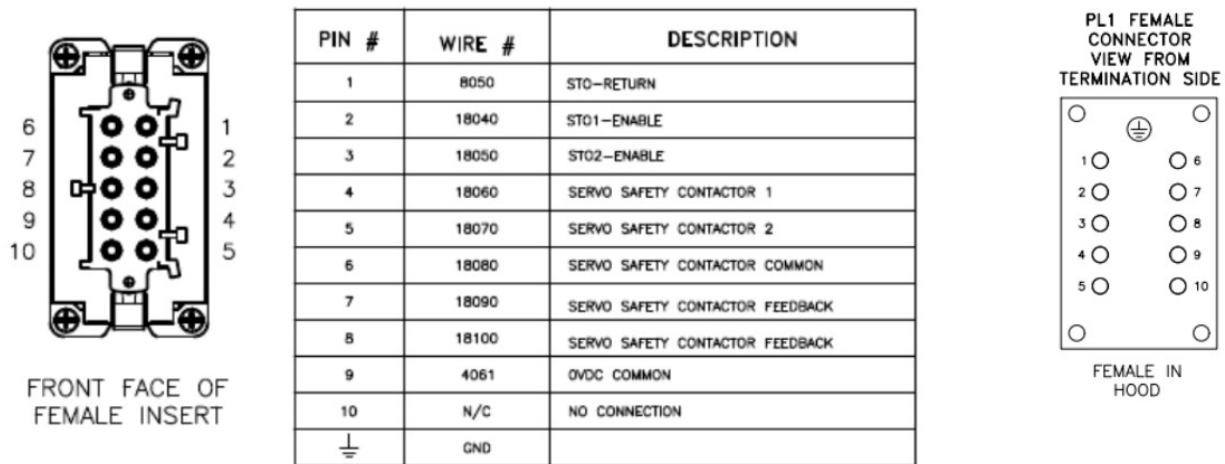 6 1
7 2
8 3
9 4
10 5
FRONT FACE OF
FEMALE INSERT
PIN # WIRE # DESCRIPTION
1 8050 STO-RETURN
2 18040 STO1-ENABLE
3 18050 STO2-ENABLE
4 18060 SERVO SAFETY CONTACTOR 1
5 18070 SERVO SAFETY CONTACTOR 2
6 18080 SERVO SAFETY CONTACTOR COMMON
7 18090 SERVO SAFETY CONTACTOR FEEDBACK
8 18100 SERVO SAFETY CONTACTOR FEEDBACK
9 4061 0VDC COMMON
10 N/C NO CONNECTION
GND
PL1 FEMALE
CONNECTOR
VIEW FROM
TERMINATION SIDE
1 6
2 7
3 8
4 9
5 10
FEMALE IN
HOOD